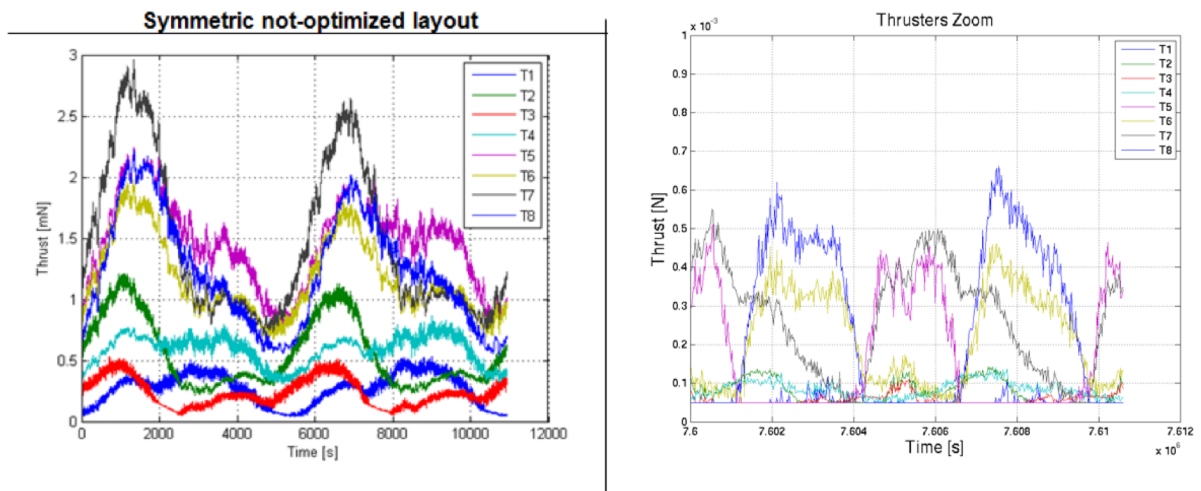 Symmetric not-optimized layout
3
2.5
2
1.5
1
0.5
0
Thrust [mN]
0 2000 4000 6000 8000 10000 12000
Time [s]
T1
T2
T3
T4
T5
T6
T7
T8
Thrusters Zoom
x 10⁻³
1
0.9
0.8
0.7
0.6
0.5
0.4
0.3
0.2
0.1
0
Thrust [N]
7.6 7.602 7.604 7.606 7.608 7.61 7.612
Time [s]
x 10⁶
T1
T2
T3
T4
T5
T6
T7
T8